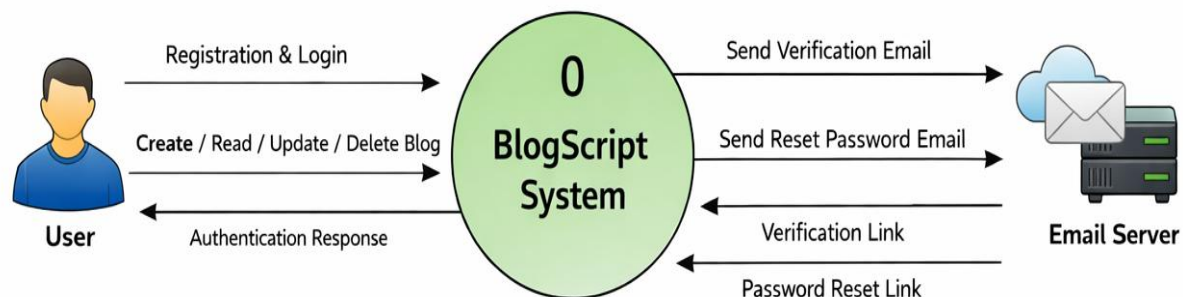 Registration & Login
Create / Read / Update / Delete Blog
Authentication Response
User
0
BlogScript
System
Send Verification Email
Send Reset Password Email
Verification Link
Password Reset Link
Email Server